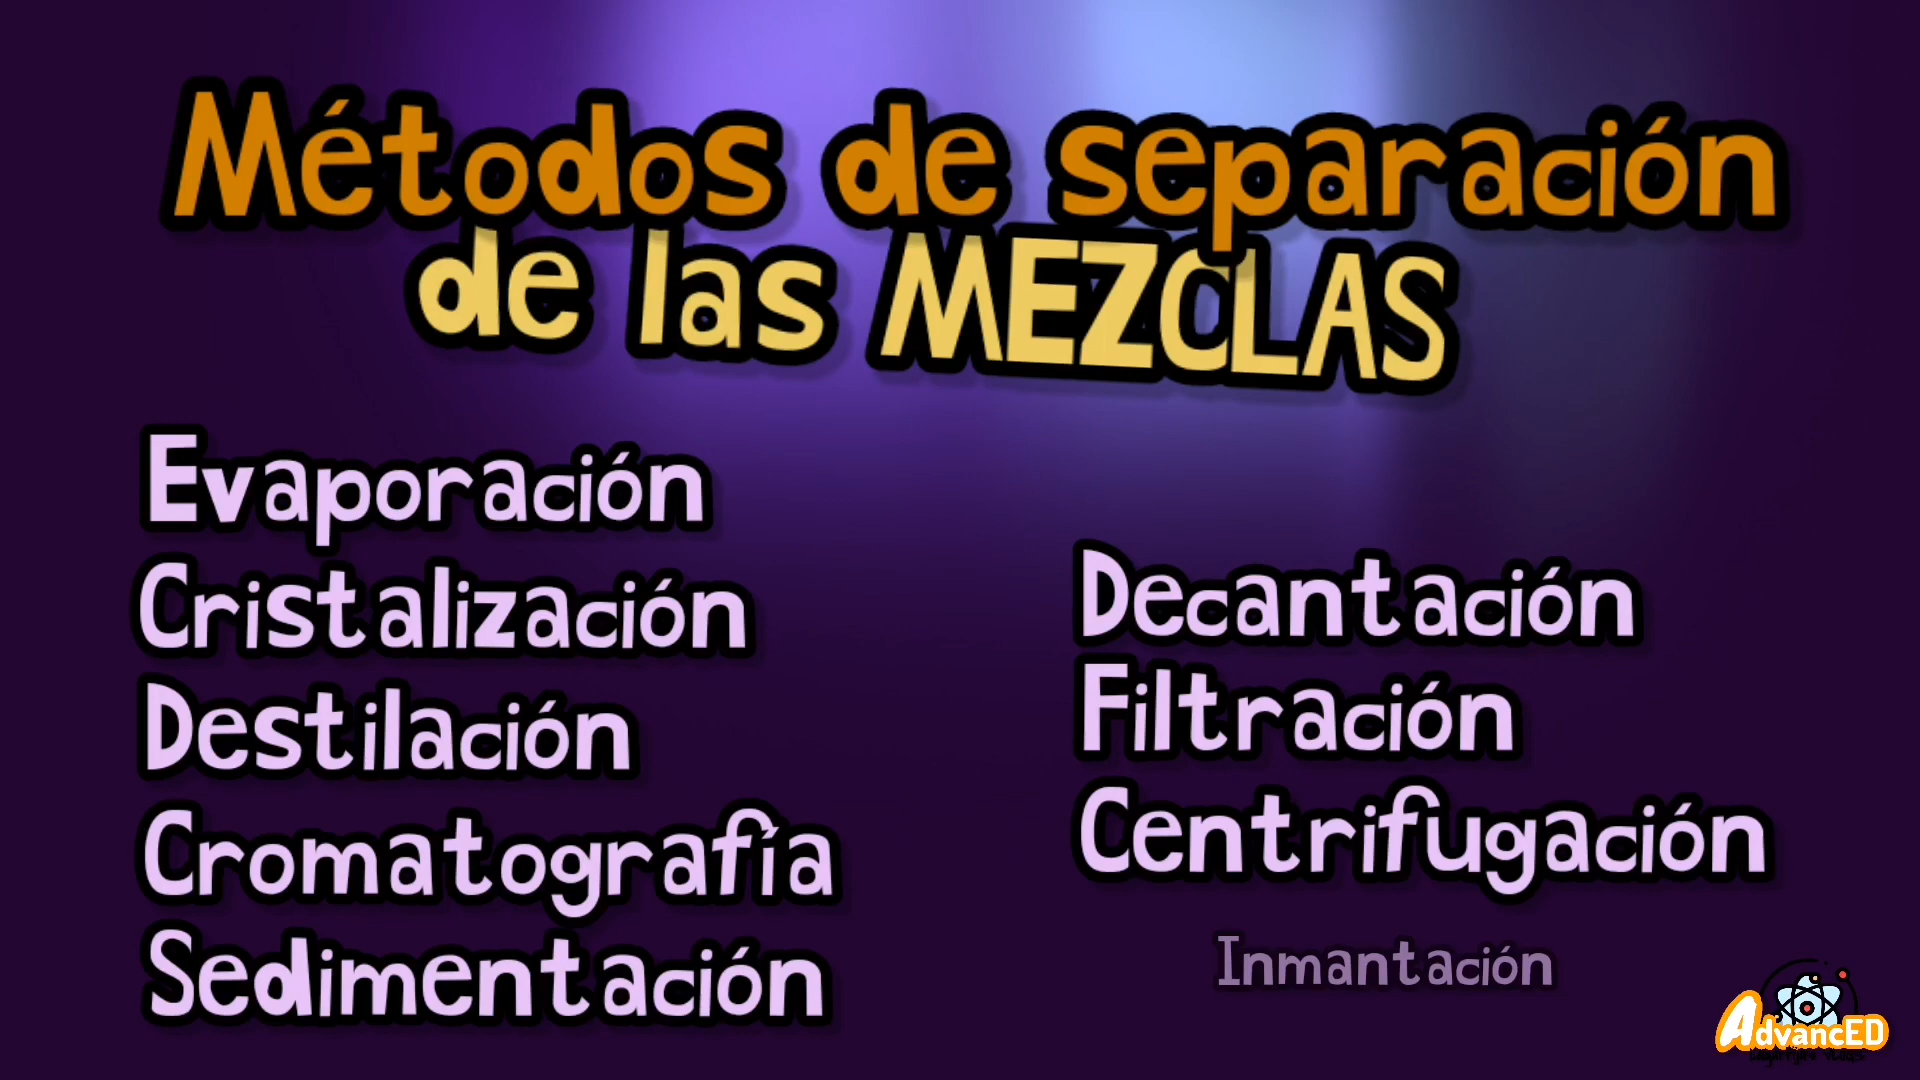 Métodos de separación
de las MEZCLAS
Evaporación
Cristalización
Destilación
Cromatografía
Sedimentación
Decantación
Filtración
Centrifugación
Inmantación
AdvancED